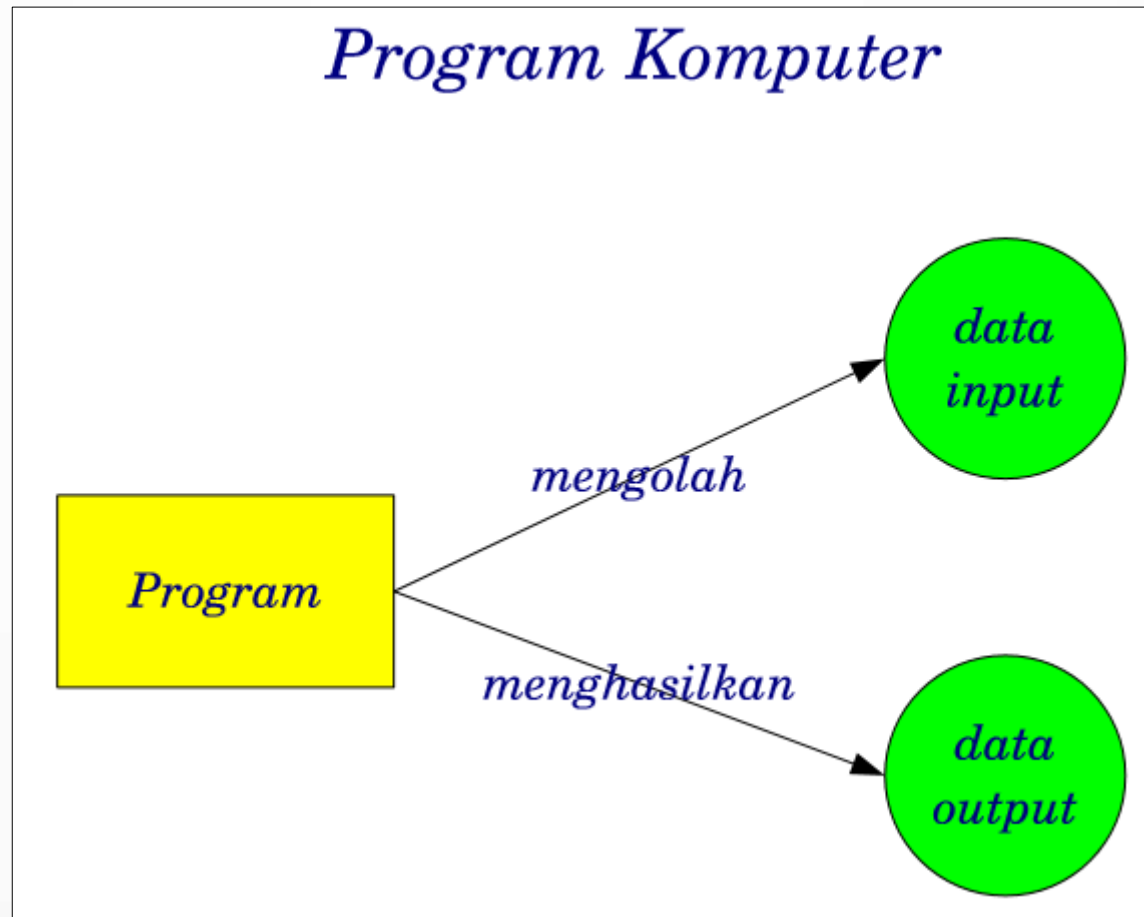 Program Komputer
data
input
mengolah
Program
menghasilkan
data
output